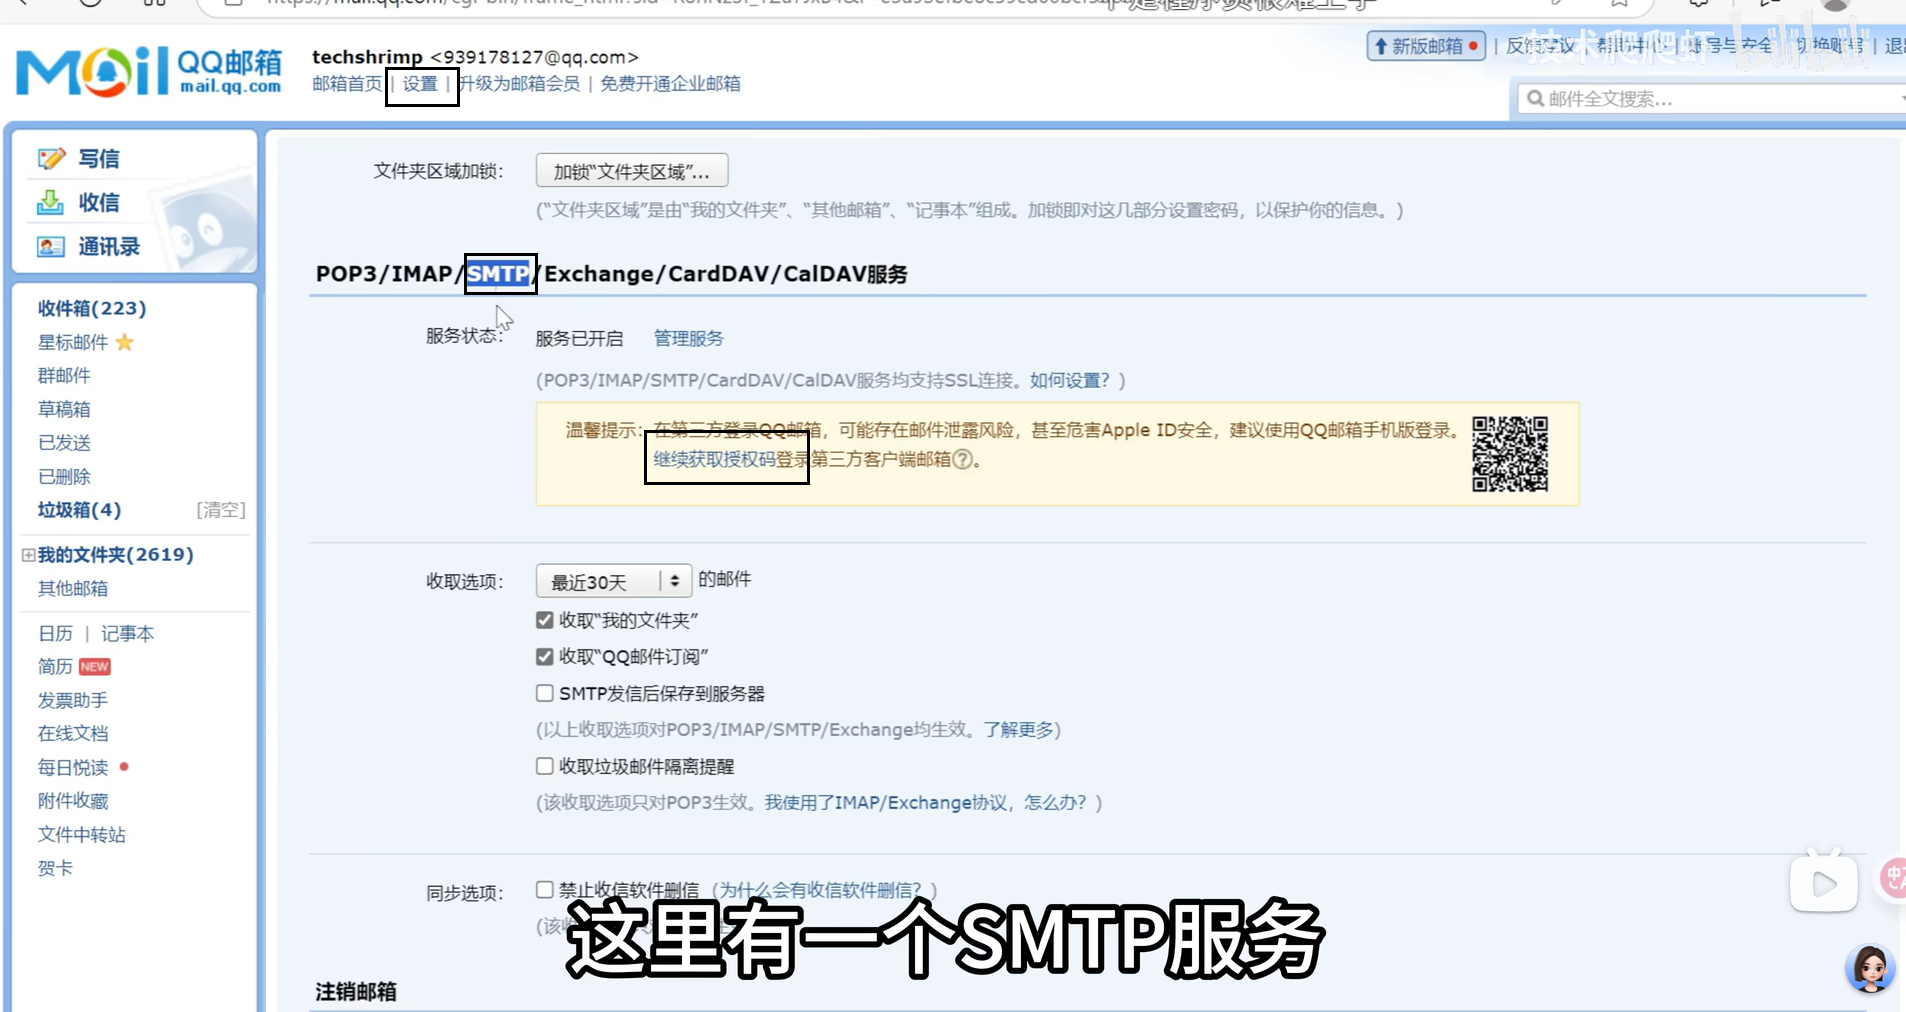 QQ邮箱
mail.qq.com
techshrimp <939178127@qq.com>
邮箱首页 | 设置 | 升级为邮箱会员 | 免费开通企业邮箱
新版邮箱 | 反馈建议 | 帮助中心 | 账号与安全 | 切换账号 | 退
技术爬爬虾 bilibili
邮件全文搜索...
写信
收信
通讯录
收件箱(223)
星标邮件
群邮件
草稿箱
已发送
已删除
垃圾箱(4) [清空]
我的文件夹(2619)
其他邮箱
日历 | 记事本
简历 NEW
发票助手
在线文档
每日悦读
附件收藏
文件中转站
贺卡
文件夹区域加锁: 加锁“文件夹区域”...
(“文件夹区域”是由“我的文件夹”、“其他邮箱”、“记事本”组成。加锁即对这几部分设置密码，以保护你的信息。)
POP3/IMAP/SMTP/Exchange/CardDAV/CalDAV服务
服务状态: 服务已开启 管理服务
(POP3/IMAP/SMTP/CardDAV/CalDAV服务均支持SSL连接。如何设置? )
温馨提示: 在第三方登录QQ邮箱，可能存在邮件泄露风险，甚至危害Apple ID安全，建议使用QQ邮箱手机版登录。
继续获取授权码登录第三方客户端邮箱?。
收取选项: 最近30天 的邮件
收取“我的文件夹”
收取“QQ邮件订阅”
SMTP发信后保存到服务器
(以上收取选项对POP3/IMAP/SMTP/Exchange均生效。了解更多)
收取垃圾邮件隔离提醒
(该收取选项只对POP3生效。我使用了IMAP/Exchange协议，怎么办? )
同步选项: 禁止收信软件删信 (为什么会有收信软件删信? )
(该
这里有一个SMTP服务
注销邮箱